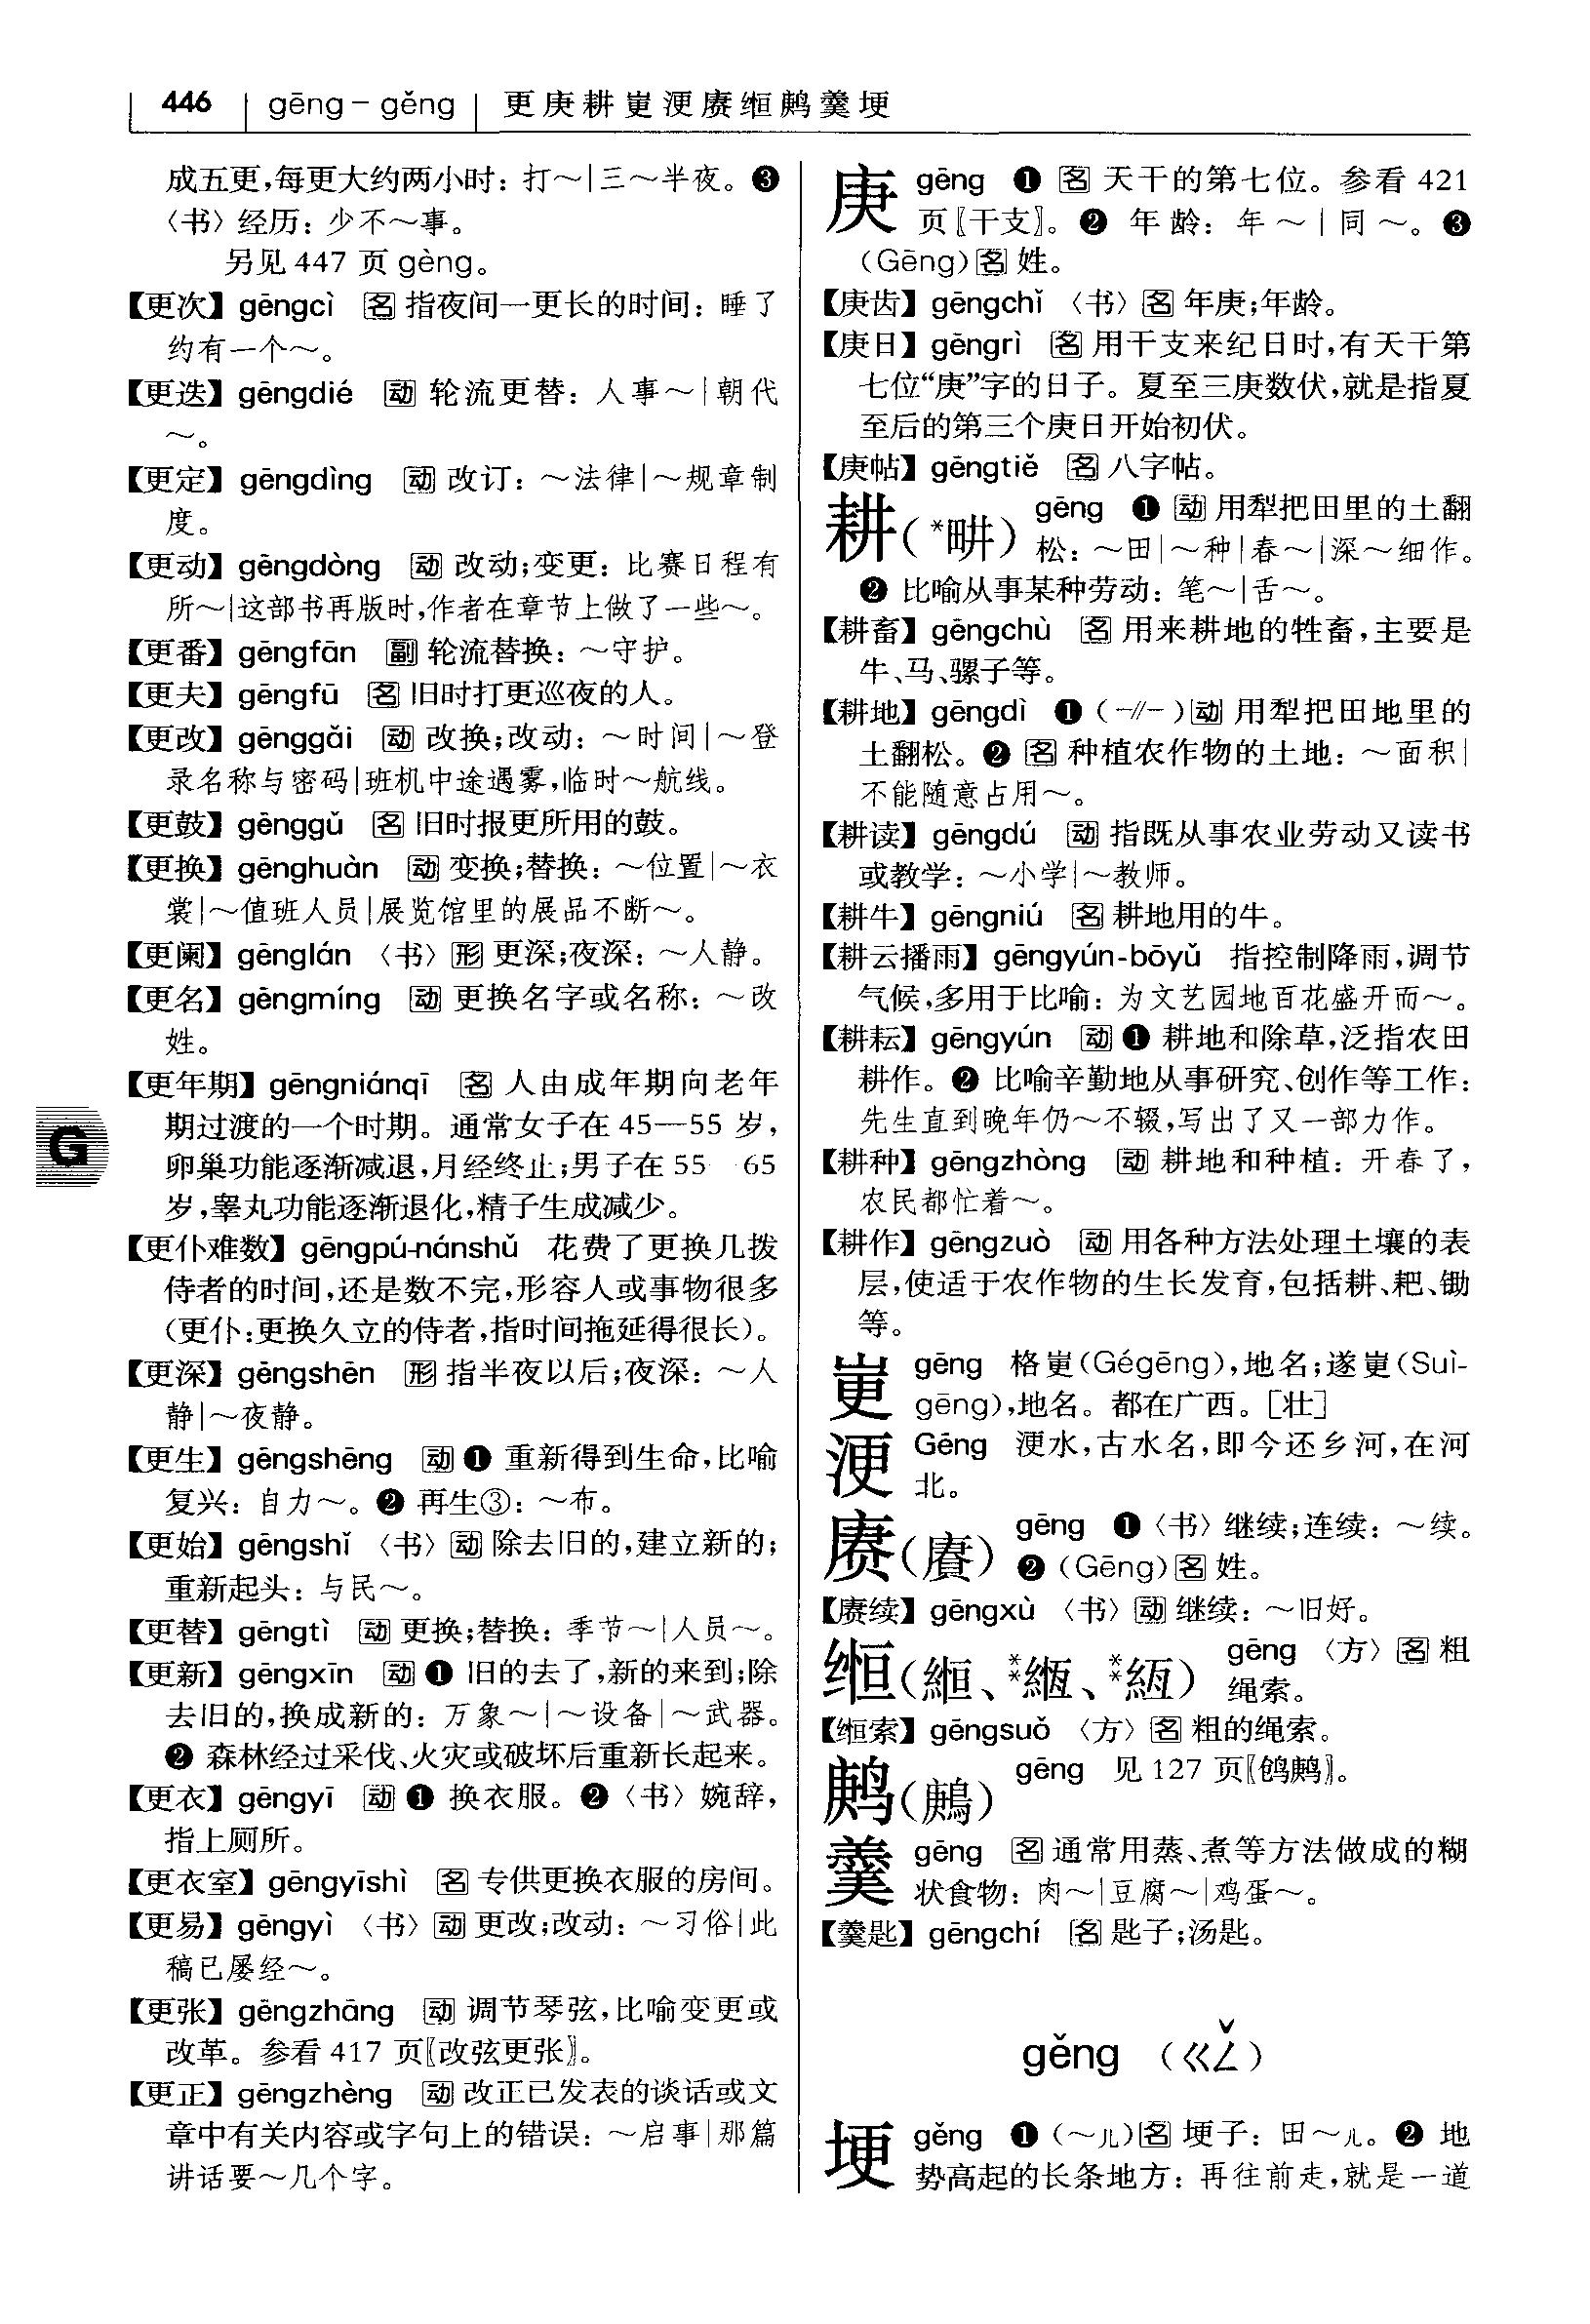 446 gēng－gěng 更庚耕峺浭赓縆鹒羹埂
成五更,每更大约两小时：打～|三～半夜。❸
〈书〉经历：少不～事。
另见 447 页 gèng。
【更次】gēngcì 名 指夜间一更长的时间：睡了
约有一个～。
【更迭】gēngdié 动 轮流更替：人事～|朝代
～。
【更定】gēngdìng 动 改订：～法律|～规章制
度。
【更动】gēngdòng 动 改动;变更：比赛日程有
所～|这部书再版时,作者在章节上做了一些～。
【更番】gēngfān 副 轮流替换：～守护。
【更夫】gēngfū 名 旧时打更巡夜的人。
【更改】gēnggǎi 动 改换;改动：～时间|～登
录名称与密码|班机中途遇雾,临时～航线。
【更鼓】gēnggǔ 名 旧时报更所用的鼓。
【更换】gēnghuàn 动 变换;替换：～位置|～衣
裳|～值班人员|展览馆里的展品不断～。
【更阑】gēnglán 〈书〉形 更深;夜深：～人静。
【更名】gēngmíng 动 更换名字或名称：～改
姓。
【更年期】gēngniánqī 名 人由成年期向老年
期过渡的一个时期。通常女子在 45—55 岁,
卵巢功能逐渐减退,月经终止;男子在 55 65
岁,睾丸功能逐渐退化,精子生成减少。
【更仆难数】gēngpú-nánshǔ 花费了更换几拨
侍者的时间,还是数不完,形容人或事物很多
(更仆:更换久立的侍者,指时间拖延得很长)。
【更深】gēngshēn 形 指半夜以后;夜深：～人
静|～夜静。
【更生】gēngshēng 动 ❶ 重新得到生命,比喻
复兴：自力～。❷ 再生③：～布。
【更始】gēngshǐ 〈书〉动 除去旧的,建立新的;
重新起头：与民～。
【更替】gēngtì 动 更换;替换：季节～|人员～。
【更新】gēngxīn 动 ❶ 旧的去了,新的来到;除
去旧的,换成新的：万象～|～设备|～武器。
❷ 森林经过采伐、火灾或破坏后重新长起来。
【更衣】gēngyī 动 ❶ 换衣服。❷〈书〉婉辞,
指上厕所。
【更衣室】gēngyīshì 名 专供更换衣服的房间。
【更易】gēngyì 〈书〉动 更改;改动：～习俗|此
稿已屡经～。
【更张】gēngzhāng 动 调节琴弦,比喻变更或
改革。参看 417 页〖改弦更张〗。
【更正】gēngzhèng 动 改正已发表的谈话或文
章中有关内容或字句上的错误：～启事|那篇
讲话要～几个字。
G
庚 gēng ❶ 名 天干的第七位。参看 421
页〖干支〗。❷ 年龄：年～|同～。❸
(Gēng)名 姓。
【庚齿】gēngchǐ 〈书〉名 年庚;年龄。
【庚日】gēngrì 名 用干支来纪日时,有天干第
七位“庚”字的日子。夏至三庚数伏,就是指夏
至后的第三个庚日开始初伏。
【庚帖】gēngtiě 名 八字帖。
耕(*畊) gēng ❶ 动 用犁把田里的土翻
松：～田|～种|春～|深～细作。
❷ 比喻从事某种劳动：笔～|舌～。
【耕畜】gēngchù 名 用来耕地的牲畜,主要是
牛、马、骡子等。
【耕地】gēngdì ❶ (-//-)动 用犁把田地里的
土翻松。❷ 名 种植农作物的土地：～面积|
不能随意占用～。
【耕读】gēngdú 动 指既从事农业劳动又读书
或教学：～小学|～教师。
【耕牛】gēngniú 名 耕地用的牛。
【耕云播雨】gēngyún-bōyǔ 指控制降雨,调节
气候,多用于比喻：为文艺园地百花盛开而～。
【耕耘】gēngyún 动 ❶ 耕地和除草,泛指农田
耕作。❷ 比喻辛勤地从事研究、创作等工作：
先生直到晚年仍～不辍,写出了又一部力作。
【耕种】gēngzhòng 动 耕地和种植：开春了,
农民都忙着～。
【耕作】gēngzuò 动 用各种方法处理土壤的表
层,使适于农作物的生长发育,包括耕、耙、锄
等。
峺 gēng 格峺(Gégēng),地名;遂峺(Suì-
gēng),地名。都在广西。[壮]
浭 Gēng 浭水,古水名,即今还乡河,在河
北。
赓(賡) gēng ❶〈书〉继续;连续：～续。
❷ (Gēng)名 姓。
【赓续】gēngxù 〈书〉动 继续：～旧好。
𫄙(縆、**緪、**絚) gēng 〈方〉名 粗
绳索。
【𫄙索】gēngsuǒ 〈方〉名 粗的绳索。
鹒(鶊) gēng 见 127 页〖鸧鹒〗。
羹 gēng 名 通常用蒸、煮等方法做成的糊
状食物：肉～|豆腐～|鸡蛋～。
【羹匙】gēngchí 名 匙子;汤匙。
gěng （ㄍㄥˇ）
埂 gěng ❶ (～儿)名 埂子：田～儿。❷ 地
势高起的长条地方：再往前走,就是一道